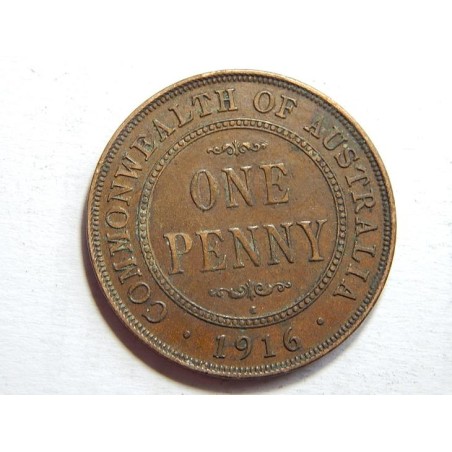 COMMONWEALTH OF AUSTRALIA
ONE
PENNY
· 1916 ·